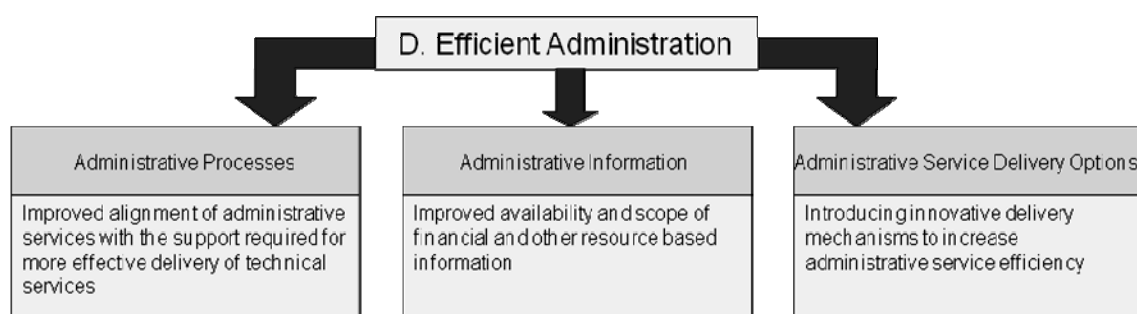 D. Efficient Administration
Administrative Processes
Improved alignment of administrative
services with the support required for
more effective delivery of technical
services
Administrative Information
Improved availability and scope of
financial and other resource based
information
Administrative Service Delivery Options
Introducing innovative delivery
mechanisms to increase
administrative service efficiency